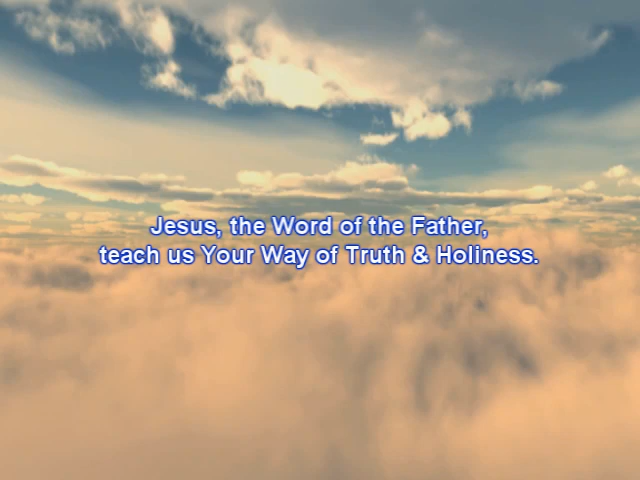 Jesus, the Word of the Father,
teach us Your Way of Truth & Holiness.